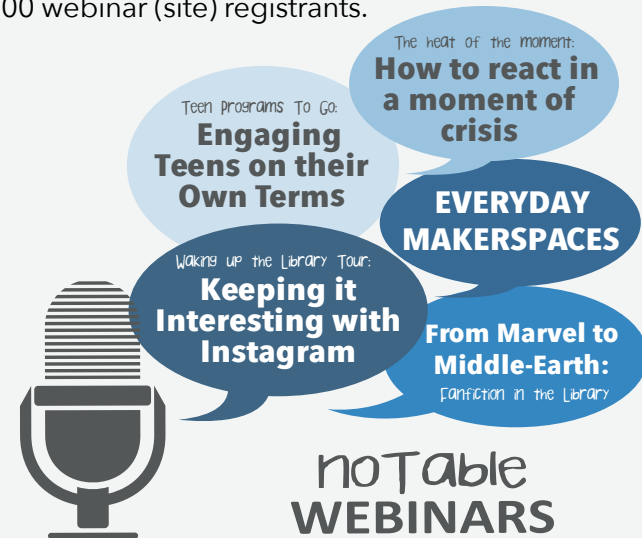 00 webinar (site) registrants.
The heat of the moment:
How to react in
a moment of
crisis
Teen Programs To Go:
Engaging
Teens on their
Own Terms
EVERYDAY
MAKERSPACES
Waking up the Library Tour:
Keeping it
Interesting with
Instagram
From Marvel to
Middle-Earth:
Fanfiction in the Library
noTable
WEBINARS